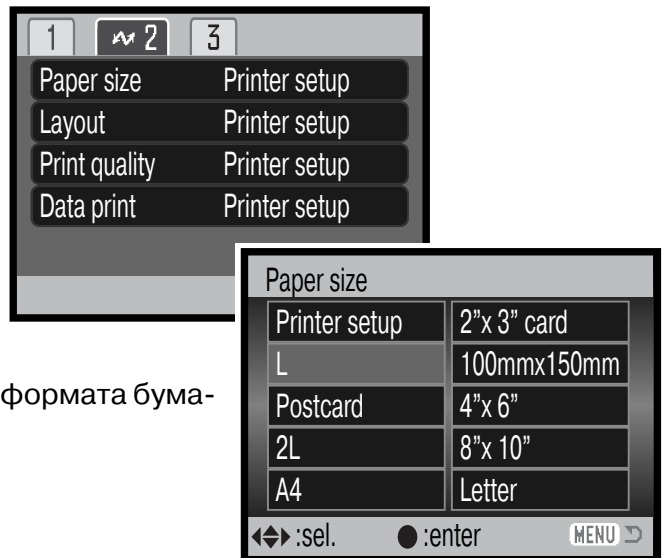 1 2 3
Paper size Printer setup
Layout Printer setup
Print quality Printer setup
Data print Printer setup
Paper size
Printer setup 2”x 3” card
L 100mmx150mm
формата бума-
Postcard 4”x 6”
2L 8”x 10”
A4 Letter
:sel. :enter MENU